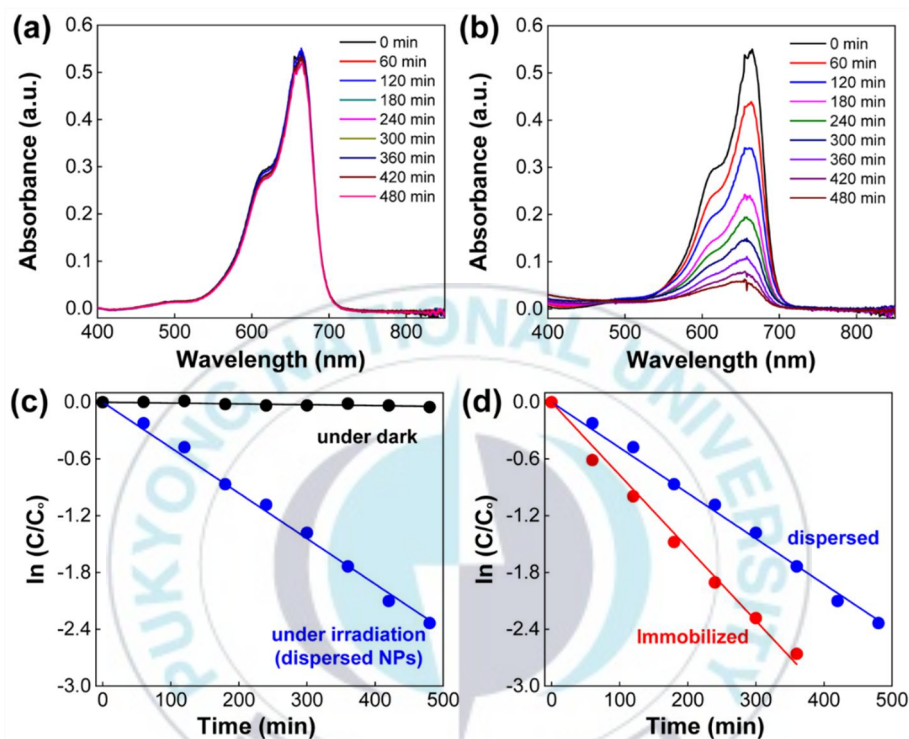 (a)
0.6
0.5
0.4
0.3
0.2
0.1
0.0
Absorbance (a.u.)
400 500 600 700 800
Wavelength (nm)
0 min
60 min
120 min
180 min
240 min
300 min
360 min
420 min
480 min
(b)
0.6
0.5
0.4
0.3
0.2
0.1
0.0
Absorbance (a.u.)
400 500 600 700 800
Wavelength (nm)
0 min
60 min
120 min
180 min
240 min
300 min
360 min
420 min
480 min
(c)
0.0
-0.6
-1.2
-1.8
-2.4
-3.0
ln (C/C₀)
under dark
under irradiation
(dispersed NPs)
0 100 200 300 400 500
Time (min)
(d)
0.0
-0.6
-1.2
-1.8
-2.4
-3.0
ln (C/C₀)
dispersed
Immobilized
0 100 200 300 400 500
Time (min)
PUKYONG NATIONAL UNIVERSITY